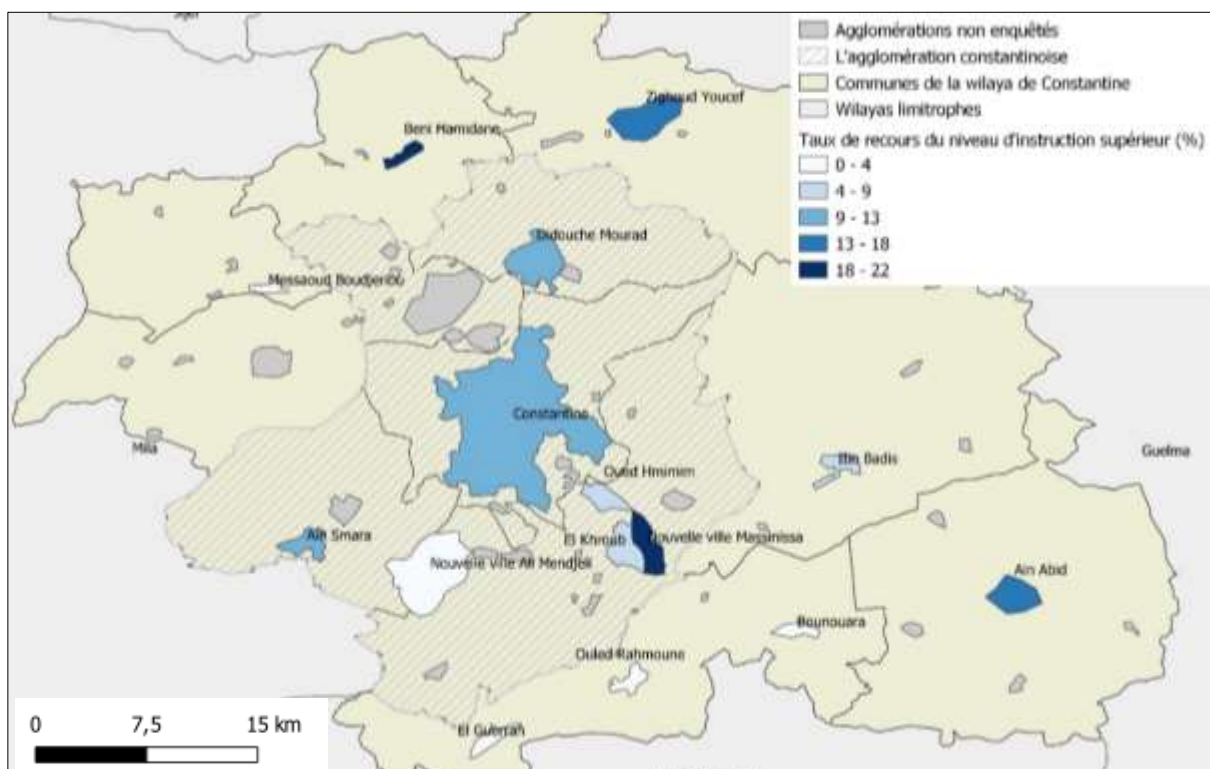 Agglomérations non enquêtés
L'agglomération constantinoise
Communes de la wilaya de Constantine
Wilayas limitrophes
Taux de recours du niveau d'instruction supérieur (%)
0 - 4
4 - 9
9 - 13
13 - 18
18 - 22
Zighoud Youcef
Beni Hamidane
Didouche Mourad
Messaoud Boudjeriou
Constantine
Mila
Guelma
Ibn Badis
Oued Hmimim
Ain Smara
El Khroub
Nouvelle ville Massinissa
Nouvelle ville Ali Mendjeli
Ain Abid
Bounouara
Ouled Rahmoune
El Guerrah
0 7,5 15 km